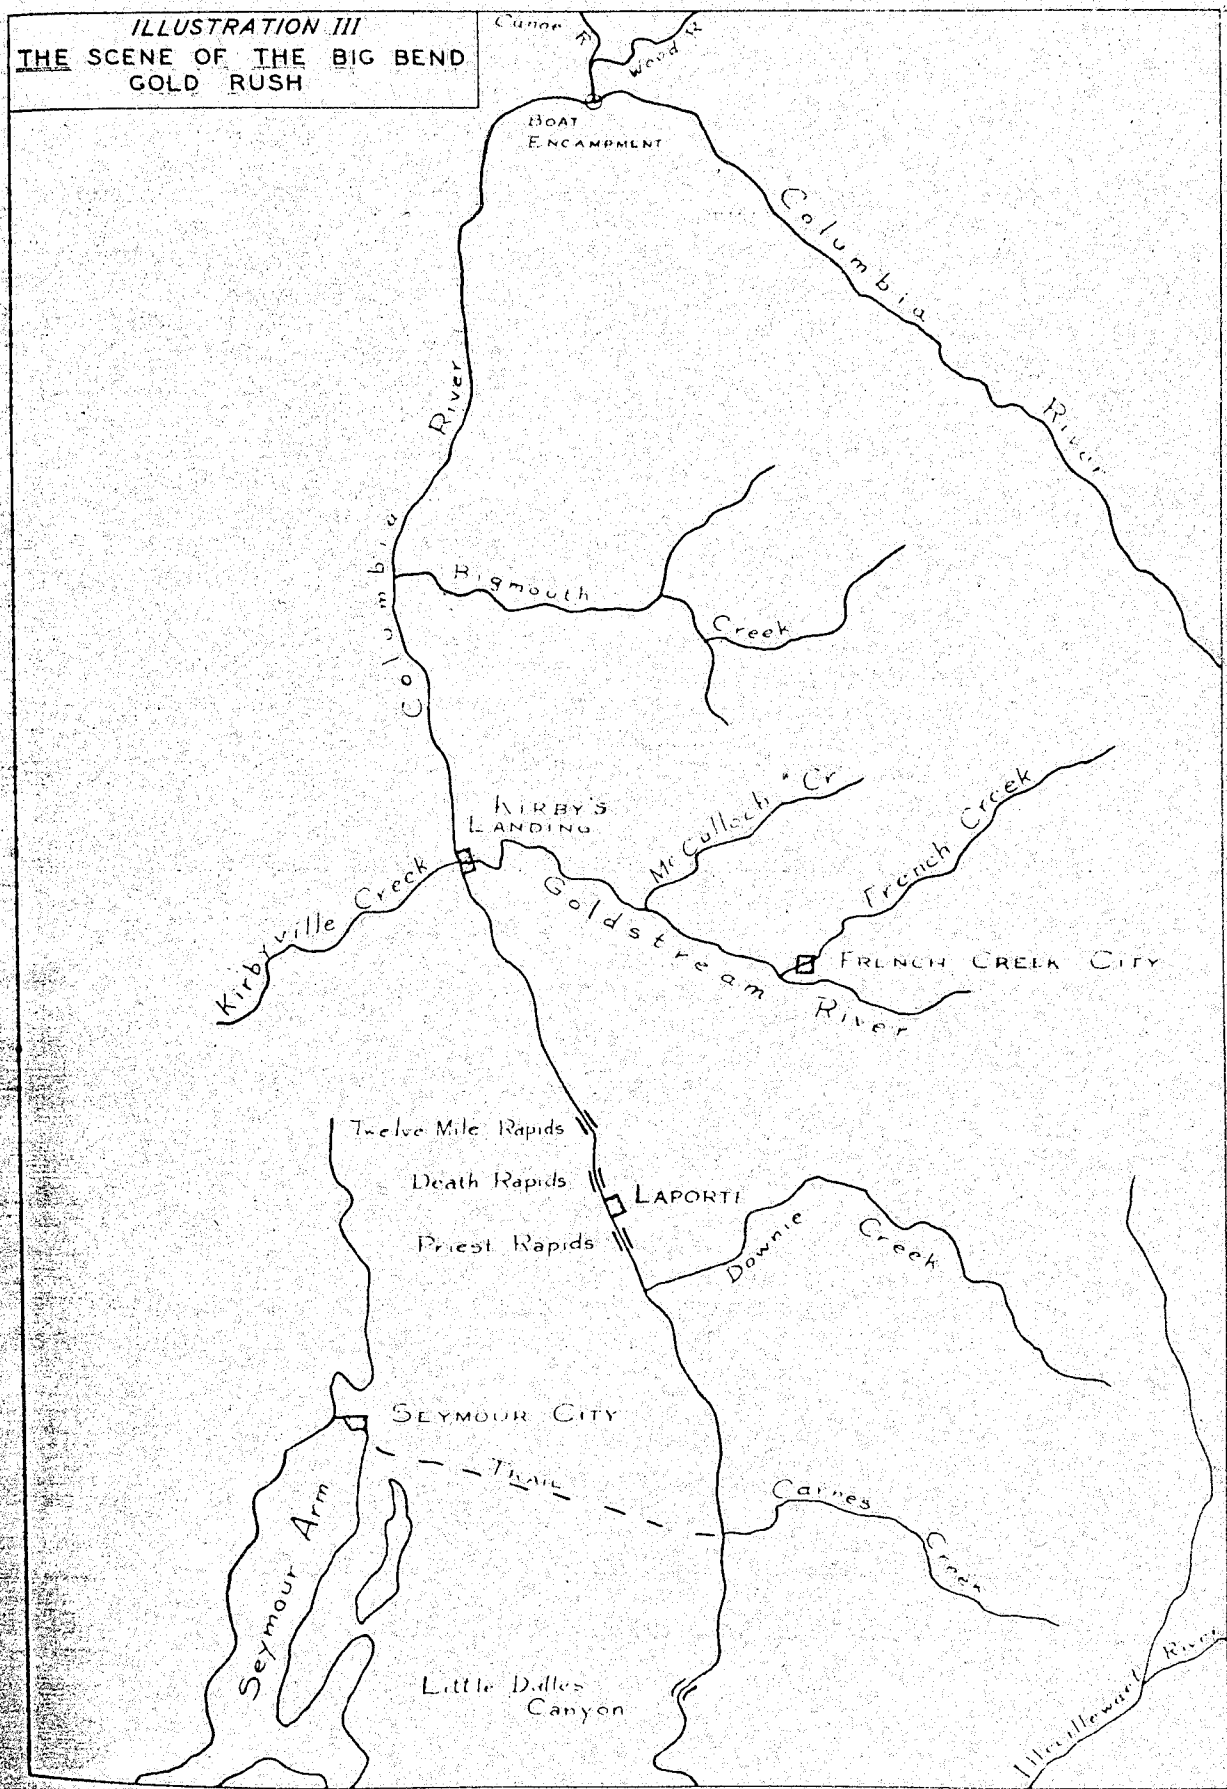 ILLUSTRATION III
THE SCENE OF THE BIG BEND
GOLD RUSH
Canoe R
Wood R
BOAT
ENCAMPMENT
Columbia River
Columbia River
Bigmouth Creek
KIRBY'S
LANDING
McCulloch Cr
French Creek
Kirbyville Creek
Goldstream River
FRENCH CREEK CITY
Twelve Mile Rapids
Death Rapids
LAPORTE
Priest Rapids
Downie Creek
SEYMOUR CITY
TRAIL
Carnes Creek
Seymour Arm
Little Dalles
Canyon
Illecillewaet River